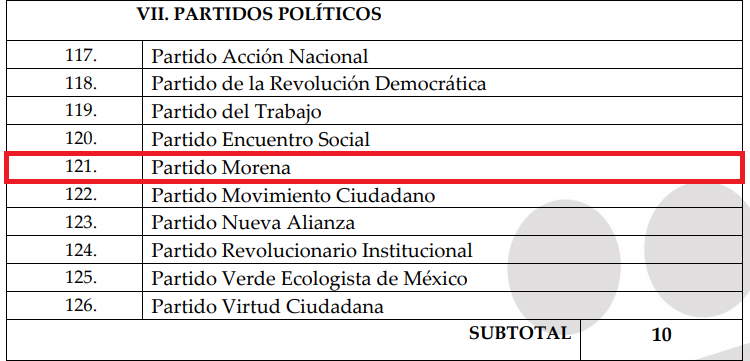 VII. PARTIDOS POLÍTICOS
117. Partido Acción Nacional
118. Partido de la Revolución Democrática
119. Partido del Trabajo
120. Partido Encuentro Social
121. Partido Morena
122. Partido Movimiento Ciudadano
123. Partido Nueva Alianza
124. Partido Revolucionario Institucional
125. Partido Verde Ecologista de México
126. Partido Virtud Ciudadana
SUBTOTAL 10